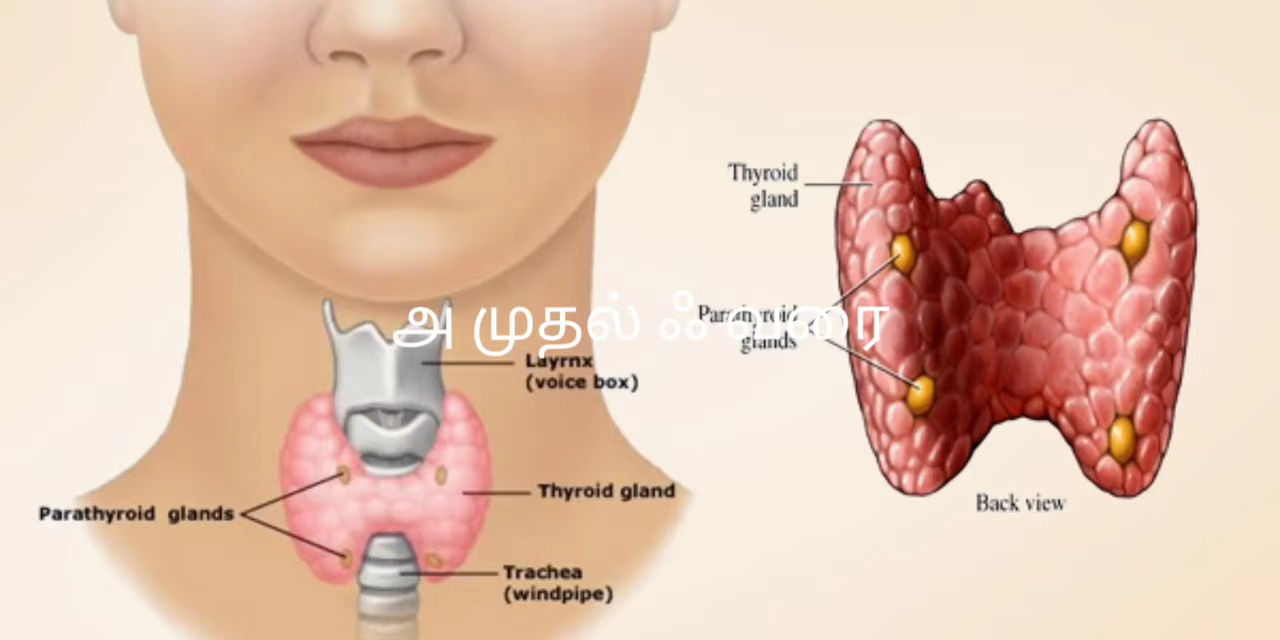 Thyroid
gland
அ முதல் ஃ வரை
Parathyroid
glands
Layrnx
(voice box)
Thyroid gland
Parathyroid glands
Back view
Trachea
(windpipe)